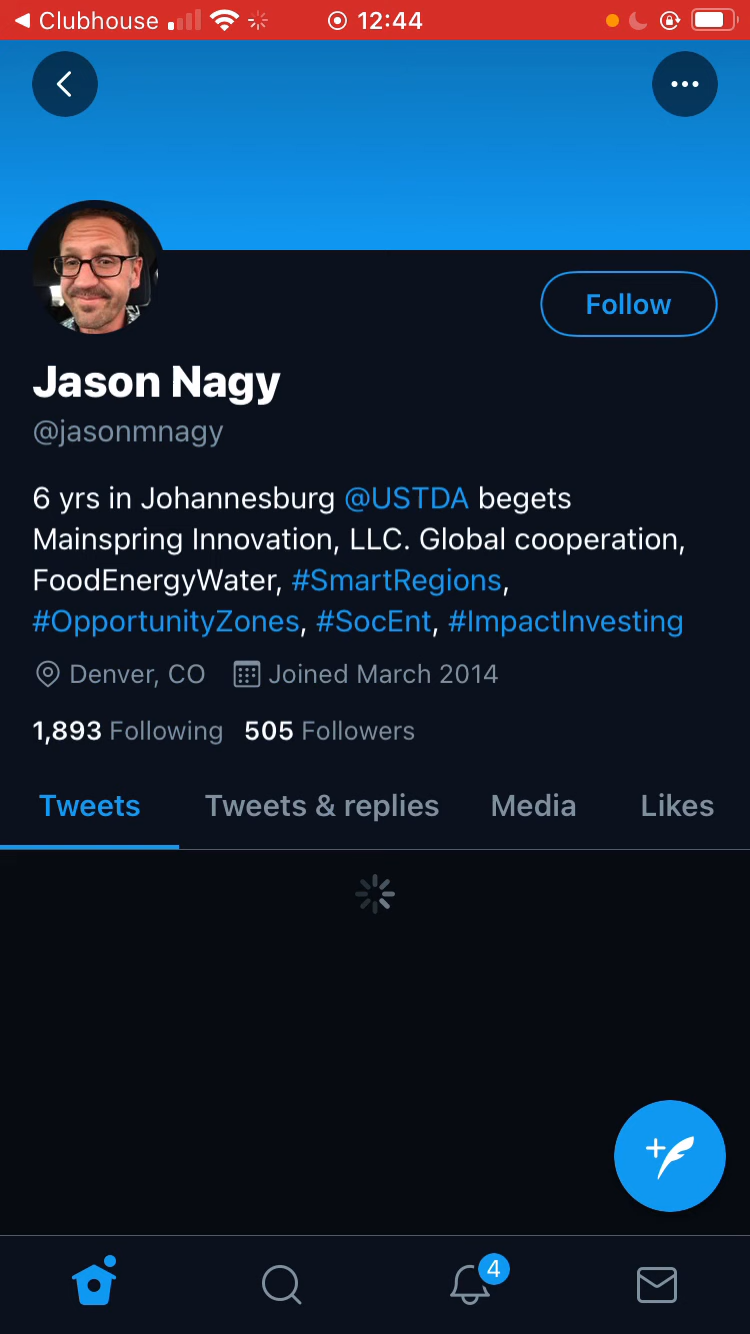 Clubhouse 12:44
Follow
Jason Nagy
@jasonmnagy
6 yrs in Johannesburg @USTDA begets
Mainspring Innovation, LLC. Global cooperation,
FoodEnergyWater, #SmartRegions,
#OpportunityZones, #SocEnt, #ImpactInvesting
Denver, CO Joined March 2014
1,893 Following 505 Followers
Tweets Tweets & replies Media Likes
4